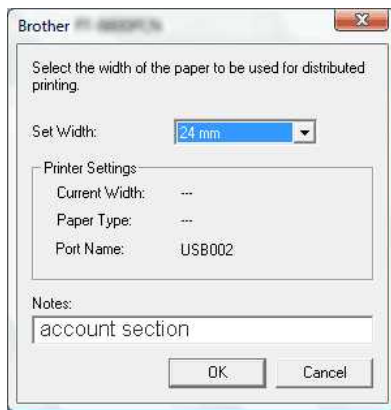 Brother
Select the width of the paper to be used for distributed
printing.
Set Width: 24 mm
Printer Settings
Current Width: ---
Paper Type: ---
Port Name: USB002
Notes:
account section
OK Cancel